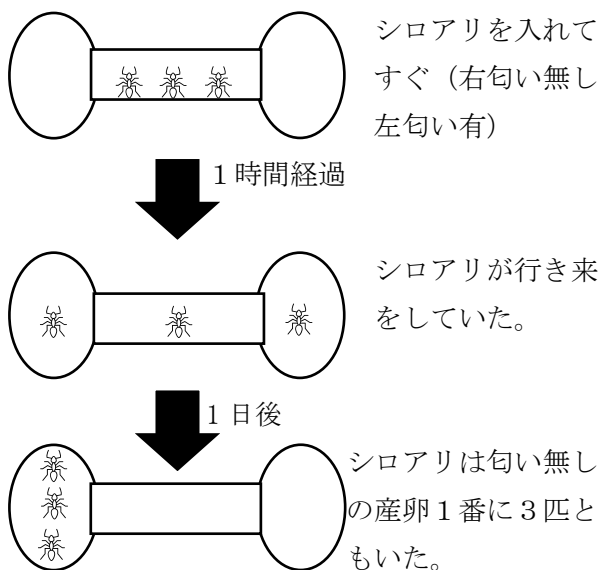 シロアリを入れて
すぐ（右匂い無し
左匂い有）
１時間経過
シロアリが行き来
をしていた。
１日後
シロアリは匂い無し
の産卵１番に３匹と
もいた。